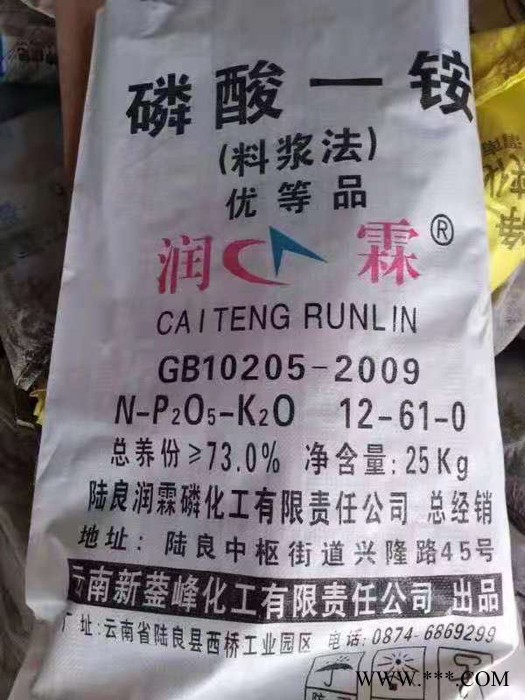 磷酸一铵
(料浆法)
优等品
润霖®
CAITENG RUNLIN
GB10205-2009
N-P2O5-K2O 12-61-0
总养份≥73.0% 净含量:25Kg
陆良润霖磷化工有限责任公司 总经销
地址: 陆良中枢街道兴隆路45号
云南新蓥峰化工有限责任公司 出品
厂址:云南省陆良县西桥工业园区 电话:0874-6869299
www.***.COM